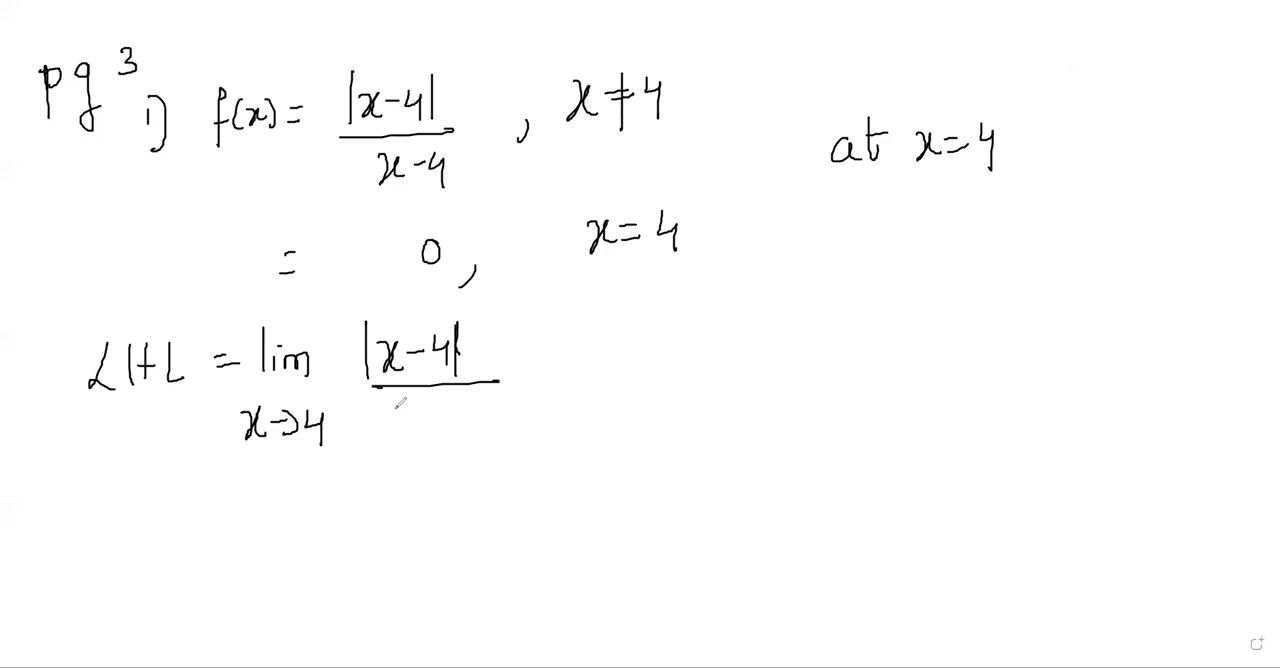 pg 3
1) f(x) = |x-4| / x-4 , x≠4 at x=4
= 0, x=4
LHL = lim x→4 |x-4|